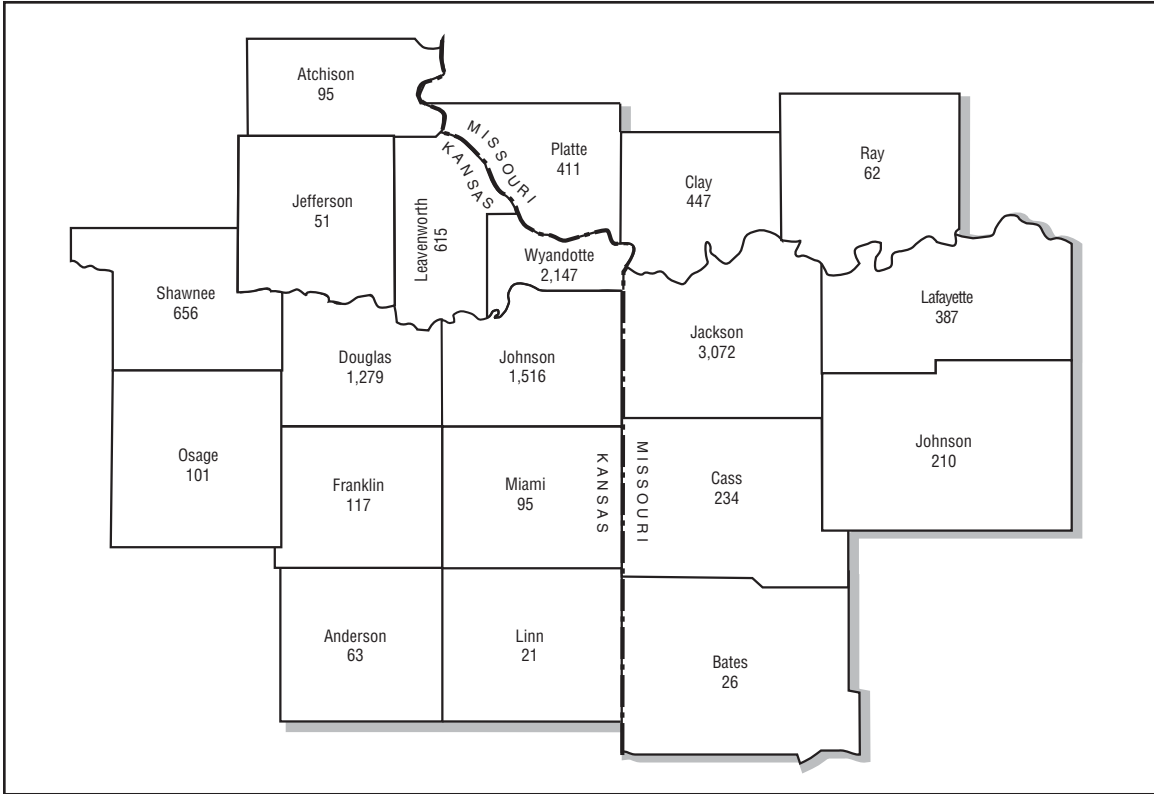 Atchison
95
MISSOURI
KANSAS
Platte
411
Clay
447
Ray
62
Jefferson
51
Leavenworth
615
Wyandotte
2,147
Shawnee
656
Lafayette
387
Douglas
1,279
Johnson
1,516
Jackson
3,072
Osage
101
Franklin
117
Miami
95
KANSAS
MISSOURI
Cass
234
Johnson
210
Anderson
63
Linn
21
Bates
26